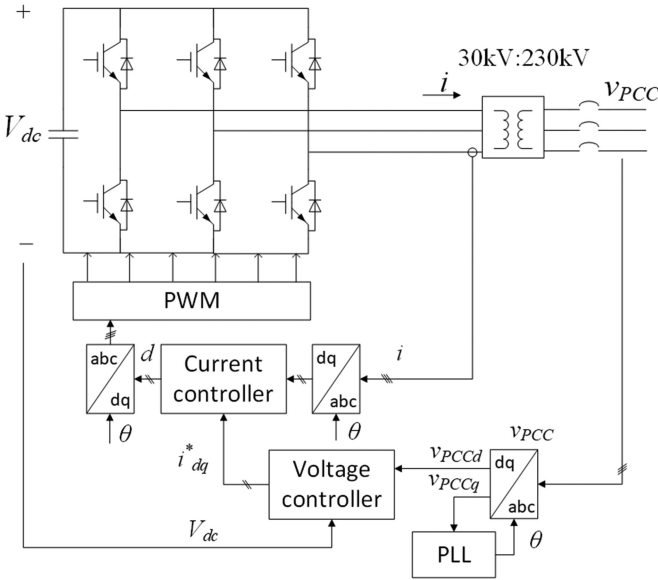 +
30kV:230kV
i
vPCC
Vdc
−
PWM
abc
dq
d
Current
controller
dq
abc
i
θ
θ
i*dq
Voltage
controller
vPCCd
vPCCq
vPCC
dq
abc
Vdc
PLL
θ